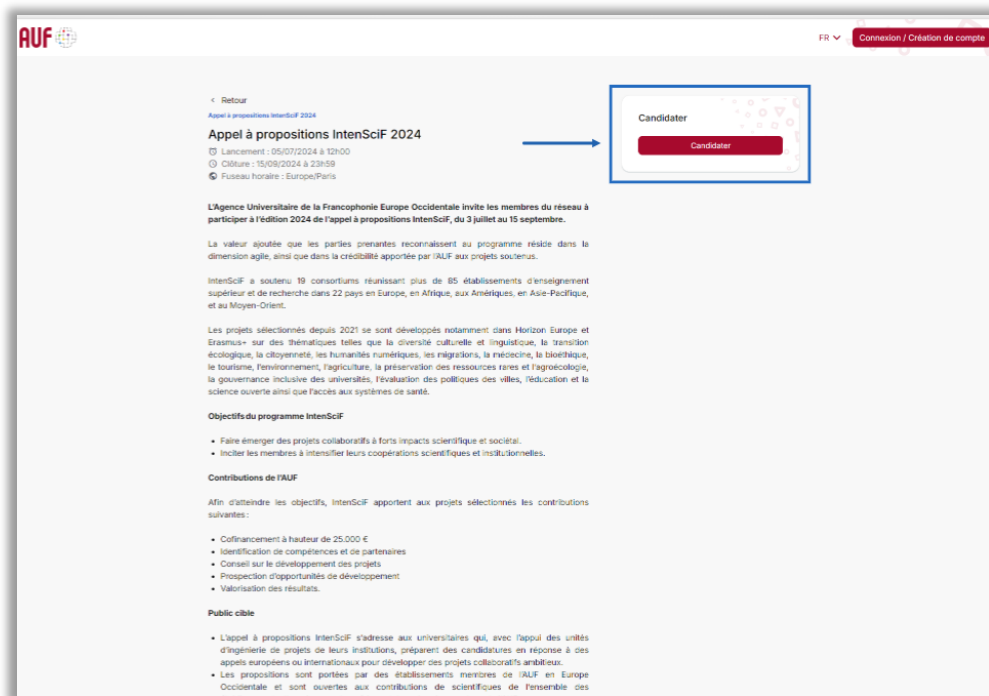 AUF
FR
Connexion / Création de compte
Retour
Appel à propositions IntenSciF 2024
Appel à propositions IntenSciF 2024
Lancement : 05/07/2024 à 12h00
Clôture : 15/09/2024 à 23h59
Fuseau horaire : Europe/Paris
Candidater
Candidater
L'Agence Universitaire de la Francophonie Europe Occidentale invite les membres du réseau à
participer à l'édition 2024 de l'appel à propositions IntenSciF, du 3 juillet au 15 septembre.
La valeur ajoutée que les parties prenantes reconnaissent au programme réside dans la
dimension agile, ainsi que dans la crédibilité apportée par l'AUF aux projets soutenus.
IntenSciF a soutenu 19 consortiums réunissant plus de 85 établissements d'enseignement
supérieur et de recherche dans 22 pays en Europe, en Afrique, aux Amériques, en Asie-Pacifique,
et au Moyen-Orient.
Les projets sélectionnés depuis 2021 se sont développés notamment dans Horizon Europe et
Erasmus+ sur des thématiques telles que la diversité culturelle et linguistique, la transition
écologique, la citoyenneté, les humanités numériques, les migrations, la médecine, la bioéthique,
le tourisme, l'environnement, l'agriculture, la préservation des ressources rares et l'agroécologie,
la gouvernance inclusive des universités, l'évaluation des politiques des villes, l'éducation et la
science ouverte ainsi que l'accès aux systèmes de santé.
Objectifs du programme IntenSciF
• Faire émerger des projets collaboratifs à forts impacts scientifique et sociétal.
• Inciter les membres à intensifier leurs coopérations scientifiques et institutionnelles.
Contributions de l'AUF
Afin d'atteindre les objectifs, IntenSciF apportent aux projets sélectionnés les contributions
suivantes :
• Cofinancement à hauteur de 25.000 €
• Identification de compétences et de partenaires
• Conseil sur le développement des projets
• Prospection d'opportunités de développement
• Valorisation des résultats.
Public cible
• L'appel à propositions IntenSciF s'adresse aux universitaires qui, avec l'appui des unités
d'ingénierie de projets de leurs institutions, préparent des candidatures en réponse à des
appels européens ou internationaux pour développer des projets collaboratifs ambitieux.
• Les propositions sont portées par des établissements membres de l'AUF en Europe
Occidentale et sont ouvertes aux contributions de scientifiques de l'ensemble des